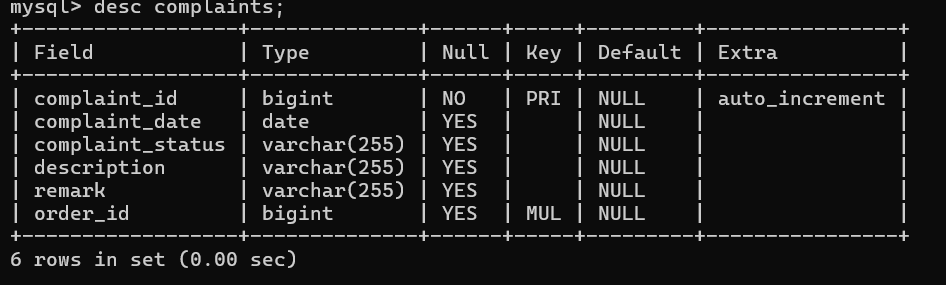 mysql> desc complaints;
+------------------+--------------+------+-----+---------+----------------+
| Field            | Type         | Null | Key | Default | Extra          |
+------------------+--------------+------+-----+---------+----------------+
| complaint_id     | bigint       | NO   | PRI | NULL    | auto_increment |
| complaint_date   | date         | YES  |     | NULL    |                |
| complaint_status | varchar(255) | YES  |     | NULL    |                |
| description      | varchar(255) | YES  |     | NULL    |                |
| remark           | varchar(255) | YES  |     | NULL    |                |
| order_id         | bigint       | YES  | MUL | NULL    |                |
+------------------+--------------+------+-----+---------+----------------+
6 rows in set (0.00 sec)